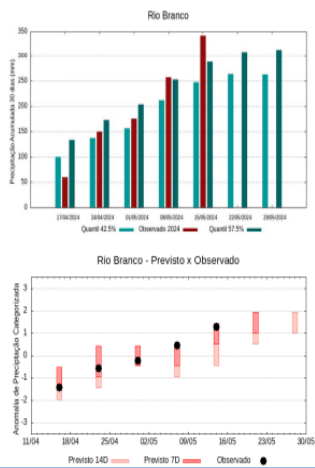 Rio Branco
Precipitação Acumulada 30 dias (mm)
350
300
250
200
150
100
50
0
17/04/2024 24/04/2024 01/05/2024 08/05/2024 15/05/2024 22/05/2024 29/05/2024
Quantil 42.5% Observado 2024 Quantil 57.5%
Rio Branco - Previsto x Observado
Anomalia de Precipitação Categorizada
3
2
1
0
-1
-2
-3
11/04 18/04 25/04 02/05 09/05 16/05 23/05 30/05
Previsto 14D Previsto 7D Observado